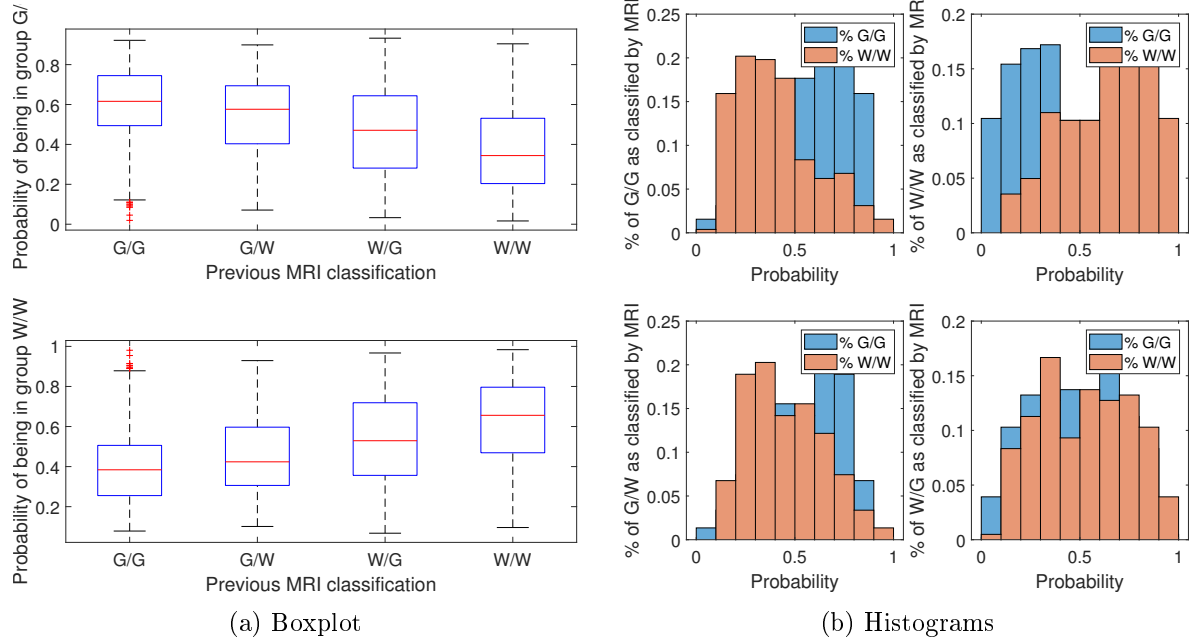 Probability of being in group G/
0.8
0.6
0.4
0.2
0
G/G G/W W/G W/W
Previous MRI classification
Probability of being in group W/W
1
0.8
0.6
0.4
0.2
G/G G/W W/G W/W
Previous MRI classification
(a) Boxplot
% of G/G as classified by MRI
0.25
0.2
0.15
0.1
0.05
0
0 0.5 1
Probability
% G/G
% W/W
% of W/W as classified by MRI
0.2
0.15
0.1
0.05
0
0 0.5 1
Probability
% G/G
% W/W
% of G/W as classified by MRI
0.25
0.2
0.15
0.1
0.05
0
0 0.5 1
Probability
% G/G
% W/W
% of W/G as classified by MRI
0.2
0.15
0.1
0.05
0
0 0.5 1
Probability
% G/G
% W/W
(b) Histograms